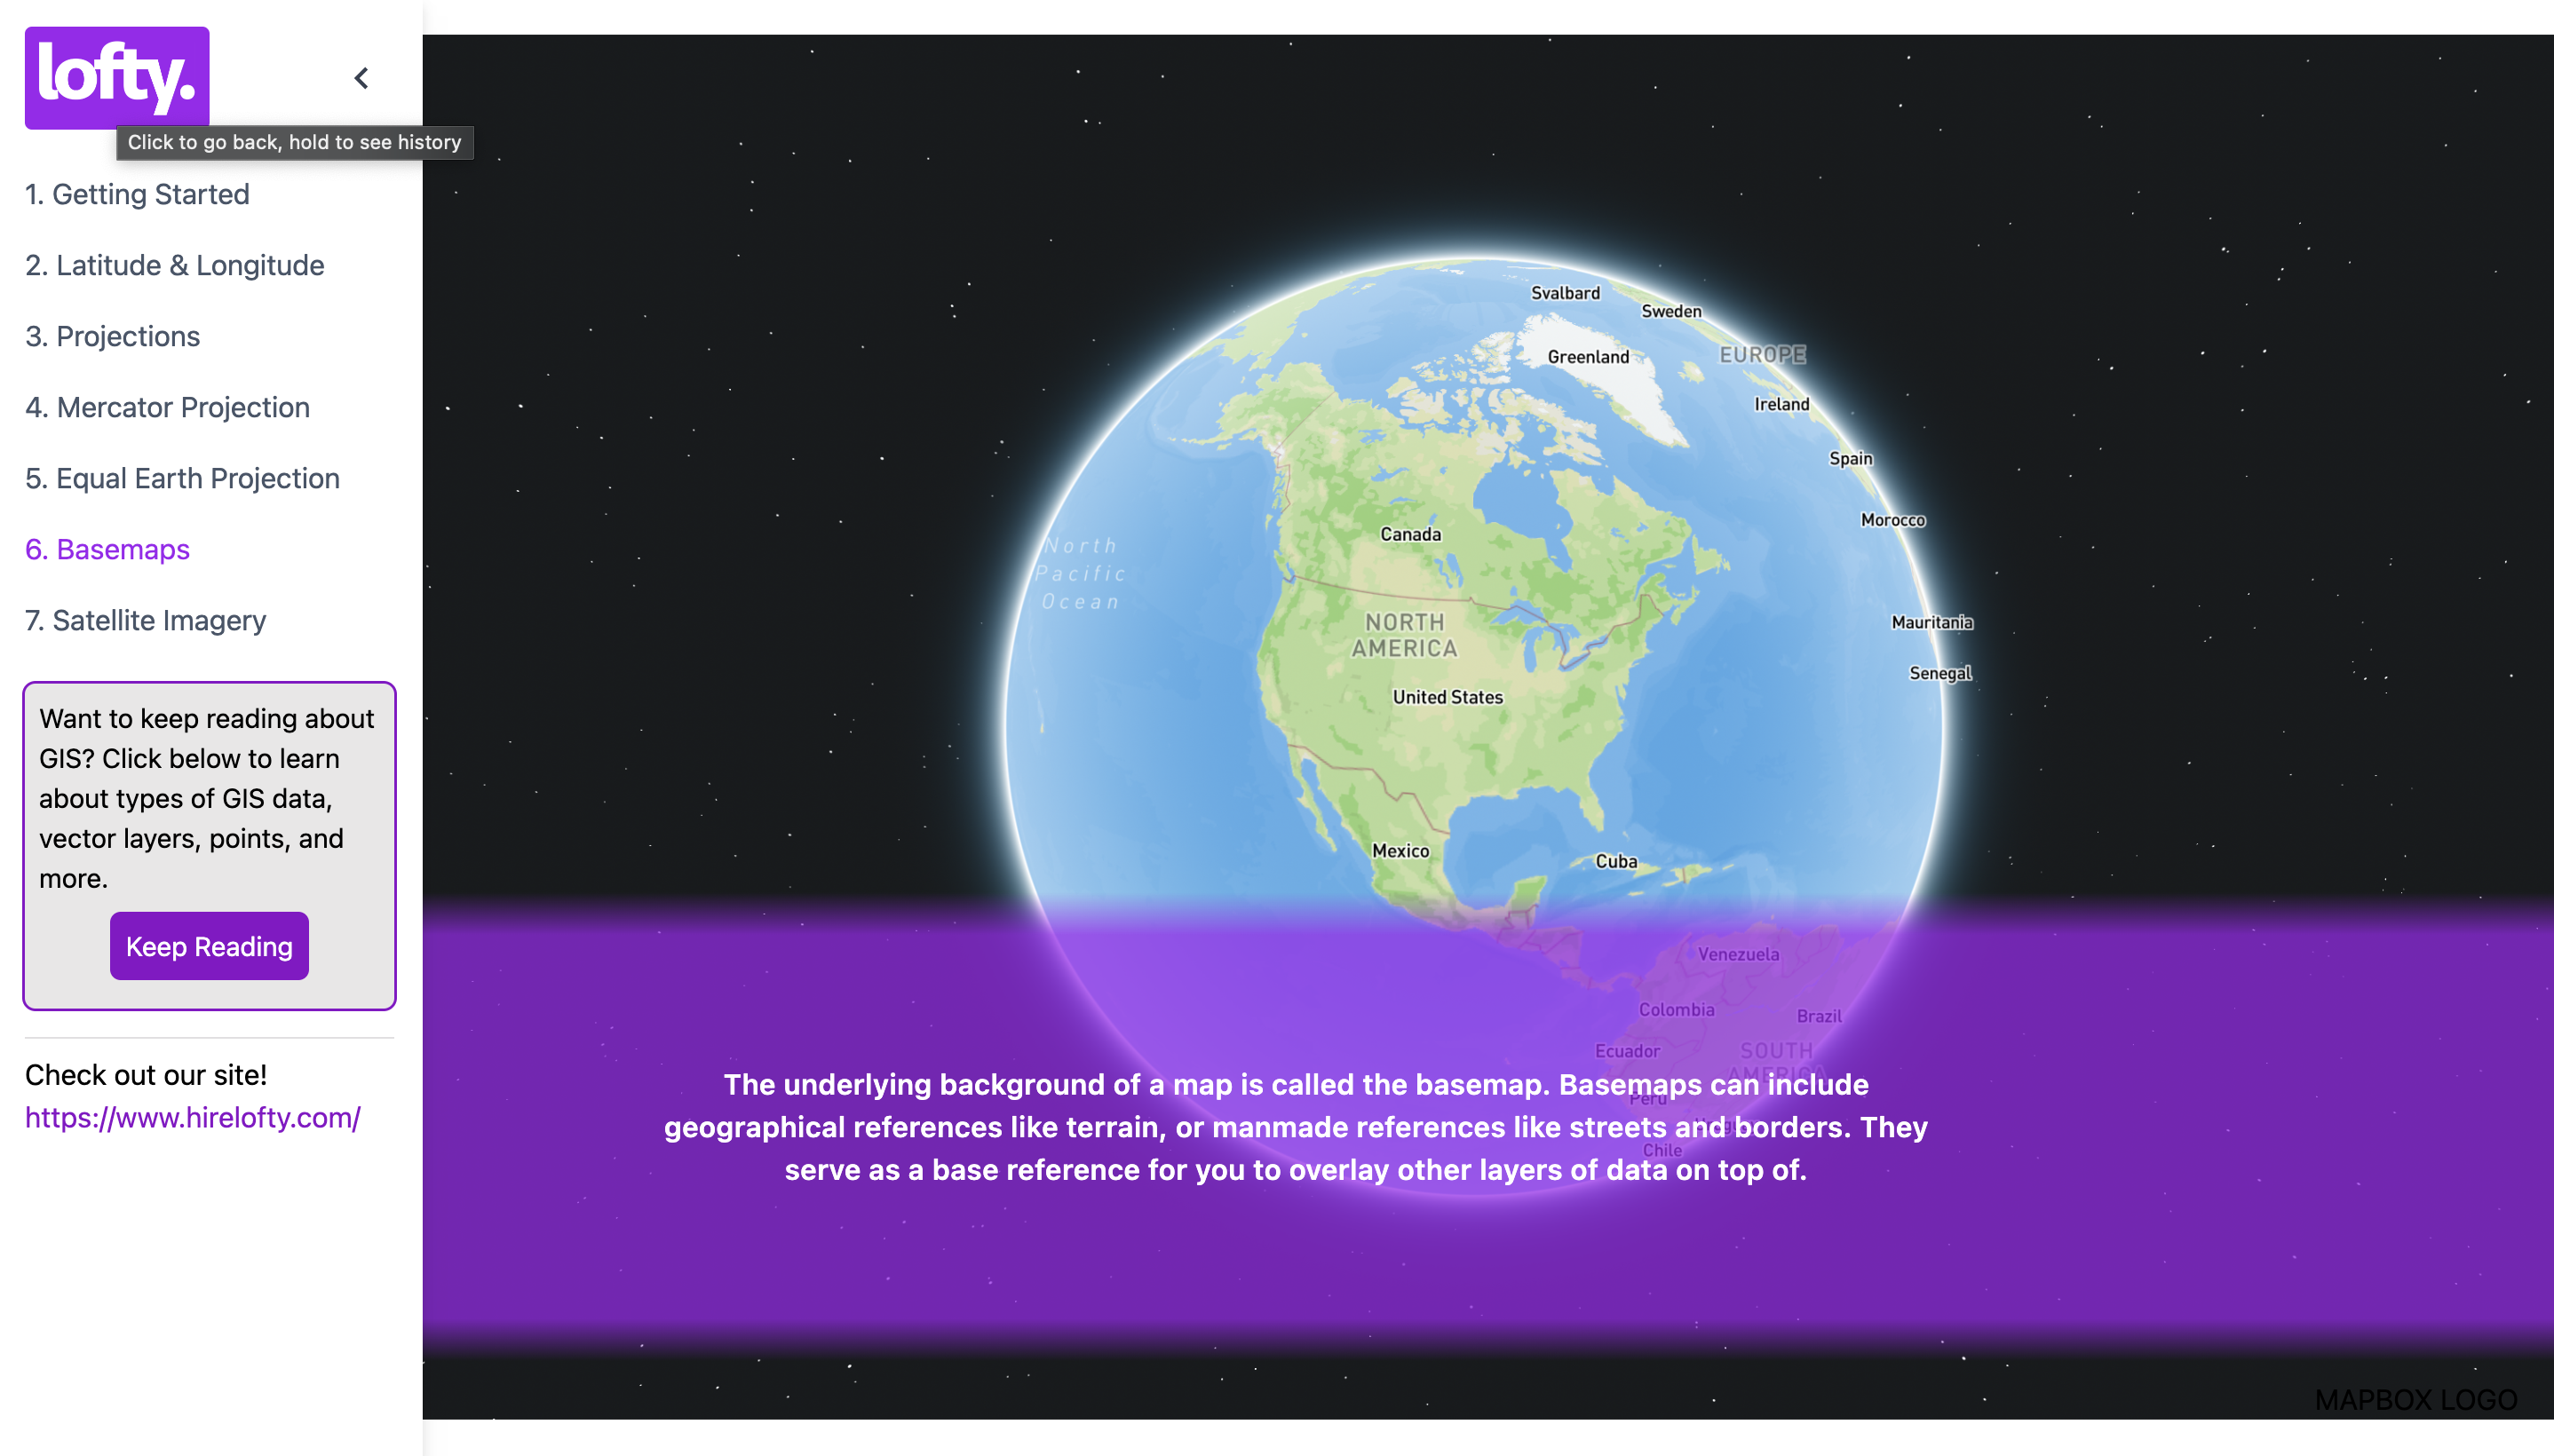 lofty.
Click to go back, hold to see history
1. Getting Started
2. Latitude & Longitude
3. Projections
4. Mercator Projection
5. Equal Earth Projection
6. Basemaps
7. Satellite Imagery
Want to keep reading about
GIS? Click below to learn
about types of GIS data,
vector layers, points, and
more.
Keep Reading
Check out our site!
https://www.hirelofty.com/
Svalbard
Sweden
Greenland
EUROPE
Ireland
Spain
Morocco
Canada
North
Pacific
Ocean
NORTH
AMERICA
Mauritania
Senegal
United States
Mexico
Cuba
Venezuela
Colombia
Brazil
Ecuador
SOUTH
AMERICA
Peru
Chile
The underlying background of a map is called the basemap. Basemaps can include
geographical references like terrain, or manmade references like streets and borders. They
serve as a base reference for you to overlay other layers of data on top of.
MAPBOX LOGO